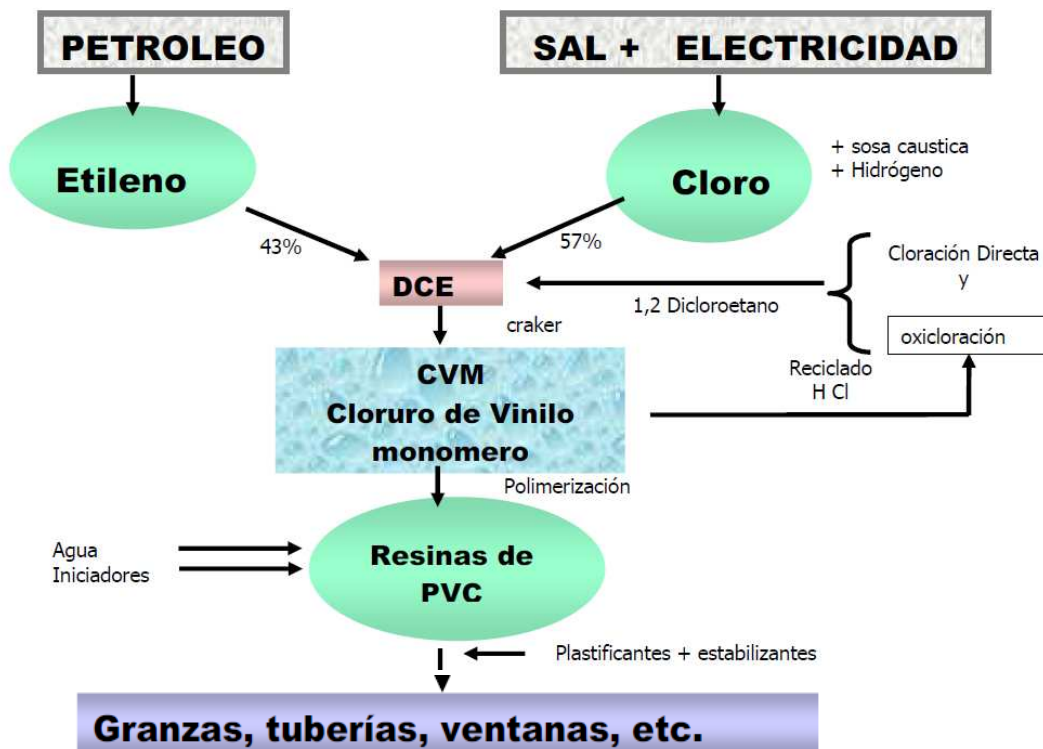 PETROLEO
SAL + ELECTRICIDAD
Etileno
Cloro
+ sosa caustica
+ Hidrógeno
43%
57%
DCE
1,2 Dicloroetano
Cloración Directa
y
oxicloración
craker
Reciclado
H Cl
CVM
Cloruro de Vinilo
monomero
Polimerización
Agua
Iniciadores
Resinas de
PVC
Plastificantes + estabilizantes
Granzas, tuberías, ventanas, etc.